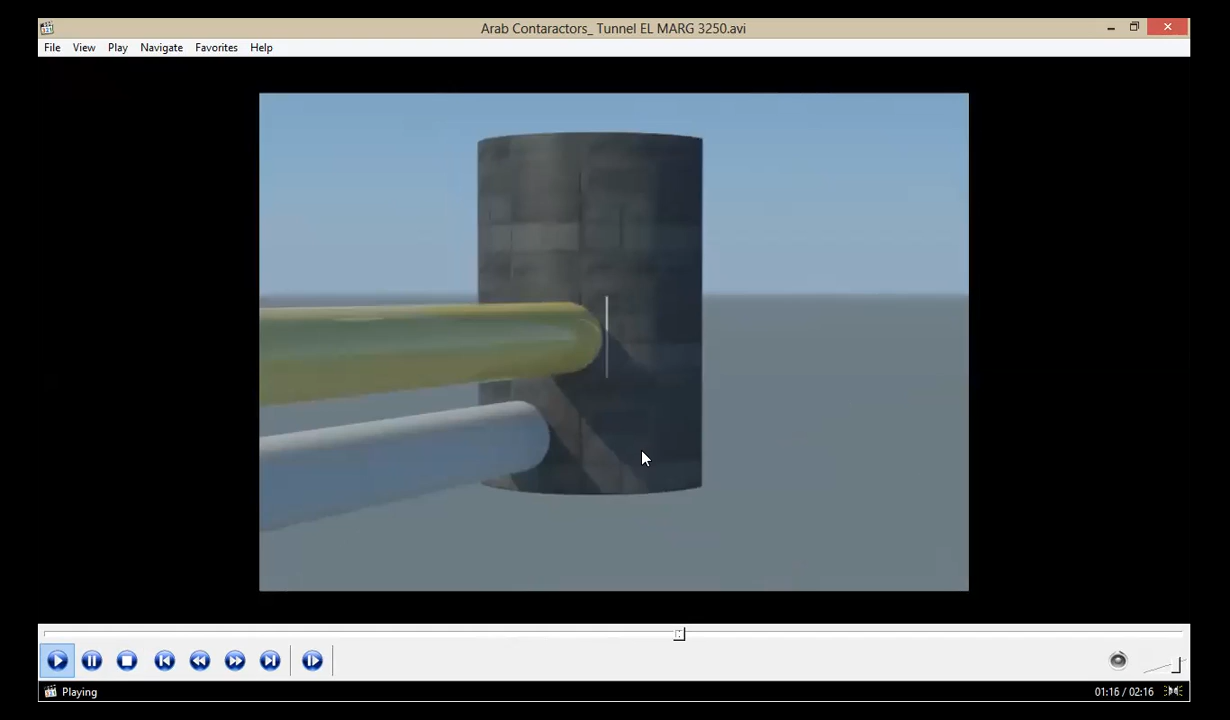 Arab Contaractors_ Tunnel EL MARG 3250.avi
File View Play Navigate Favorites Help
Playing
01:16 / 02:16